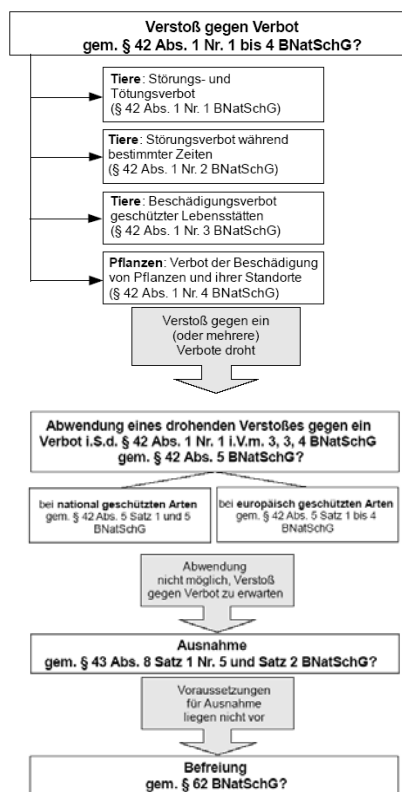 Verstoß gegen Verbot
gem. § 42 Abs. 1 Nr. 1 bis 4 BNatSchG?
Tiere: Störungs- und
Tötungsverbot
(§ 42 Abs. 1 Nr. 1 BNatSchG)
Tiere: Störungsverbot während
bestimmter Zeiten
(§ 42 Abs. 1 Nr. 2 BNatSchG)
Tiere: Beschädigungsverbot
geschützter Lebensstätten
(§ 42 Abs. 1 Nr. 3 BNatSchG)
Pflanzen: Verbot der Beschädigung
von Pflanzen und ihrer Standorte
(§ 42 Abs. 1 Nr. 4 BNatSchG)
Verstoß gegen ein
(oder mehrere)
Verbote droht
Abwendung eines drohenden Verstoßes gegen ein
Verbot i.S.d. § 42 Abs. 1 Nr. 1 i.V.m. 3, 3, 4 BNatSchG
gem. § 42 Abs. 5 BNatSchG?
bei national geschützten Arten
gem. § 42 Abs. 5 Satz 1 und 5
BNatSchG
bei europäisch geschützten Arten
gem. § 42 Abs. 5 Satz 1 bis 4
BNatSchG
Abwendung
nicht möglich, Verstoß
gegen Verbot zu erwarten
Ausnahme
gem. § 43 Abs. 8 Satz 1 Nr. 5 und Satz 2 BNatSchG?
Voraussetzungen
für Ausnahme
liegen nicht vor
Befreiung
gem. § 62 BNatSchG?